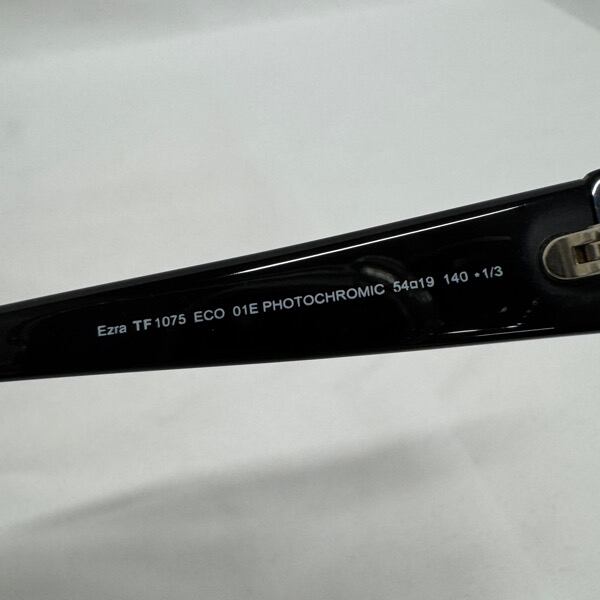 Ezra TF1075 ECO 01E PHOTOCHROMIC 54□19 140 *1/3